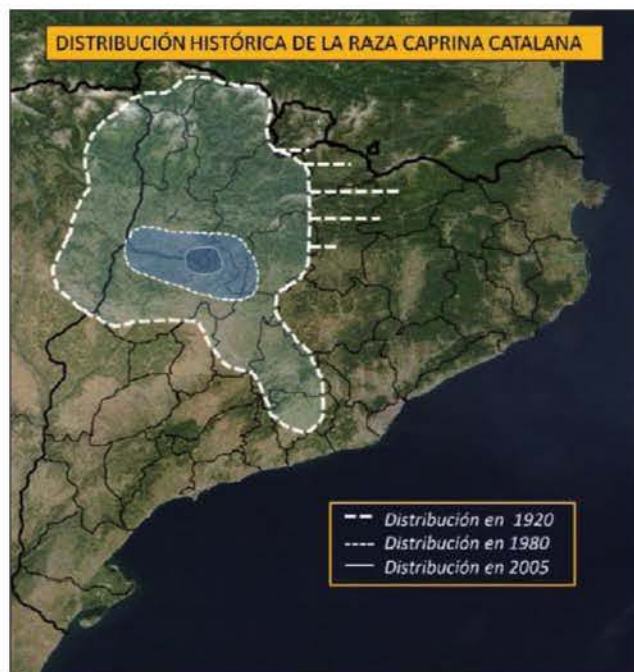 DISTRIBUCIÓN HISTÓRICA DE LA RAZA CAPRINA CATALANA
Distribución en 1920
Distribución en 1980
Distribución en 2005